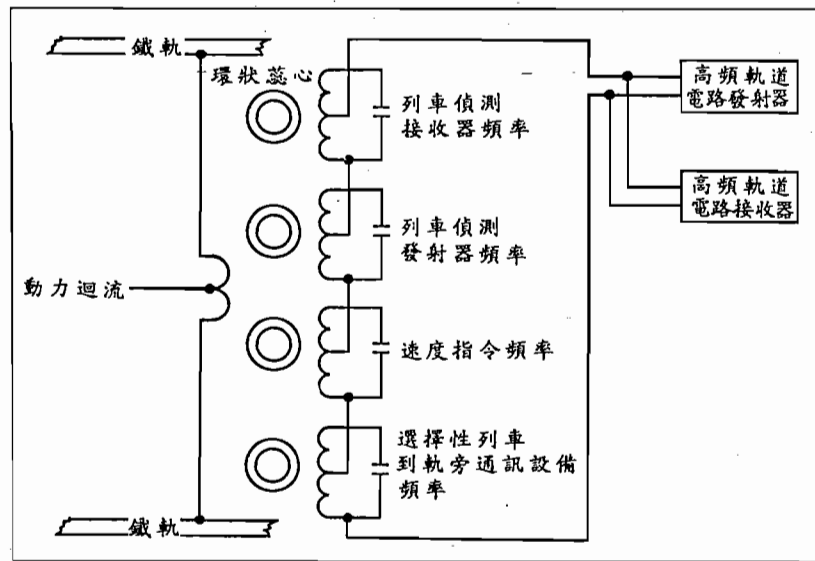 鐵軌
環狀蕊心
列車偵測
接收器頻率
高頻軌道
電路發射器
高頻軌道
電路接收器
列車偵測
發射器頻率
動力迴流
速度指令頻率
選擇性列車
到軌旁通訊設備
頻率
鐵軌